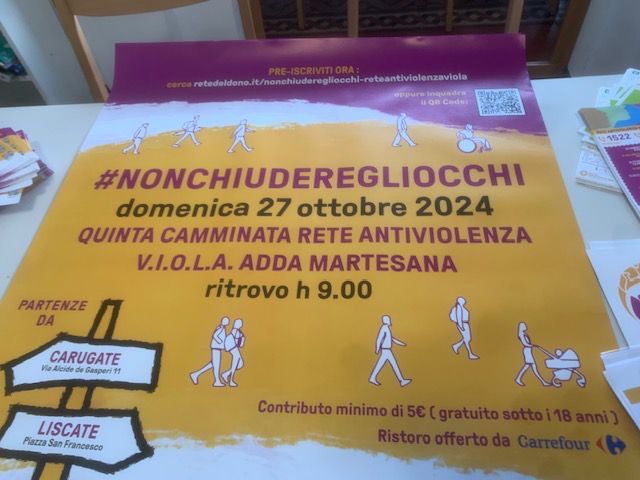 PRE-ISCRIVITI ORA :
cerca retedeldono.it/nonchiudereegliocchi-reteantiviolenzaviola
oppure inquadra
il QR Code:
#NONCHIUDEREGLIOCCHI
domenica 27 ottobre 2024
QUINTA CAMMINATA RETE ANTIVIOLENZA
V.I.O.L.A. ADDA MARTESANA
ritrovo h 9.00
PARTENZE
DA
CARUGATE
Via Alcide de Gasperi 11
LISCATE
Piazza San Francesco
Contributo minimo di 5€ ( gratuito sotto i 18 anni )
Ristoro offerto da Carrefour
1522